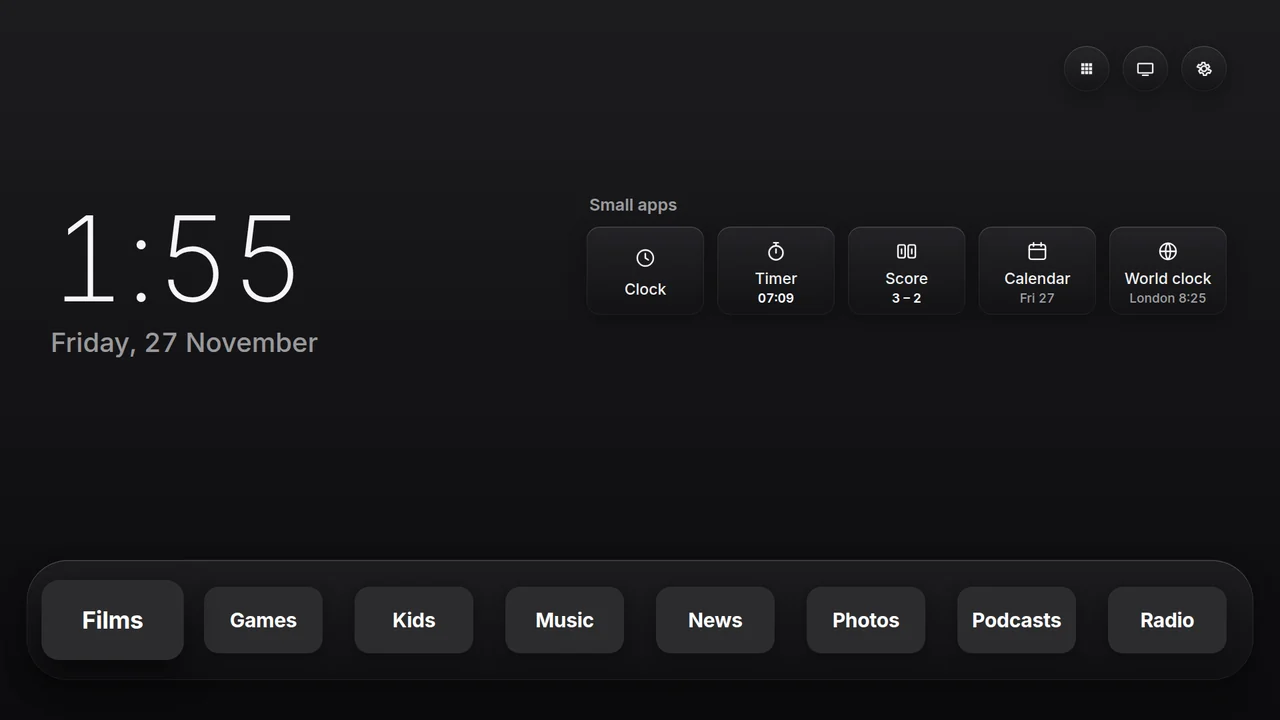 1:55
Friday, 27 November
Small apps
Clock
Timer
07:09
Score
3 – 2
Calendar
Fri 27
World clock
London 8:25
Films
Games
Kids
Music
News
Photos
Podcasts
Radio